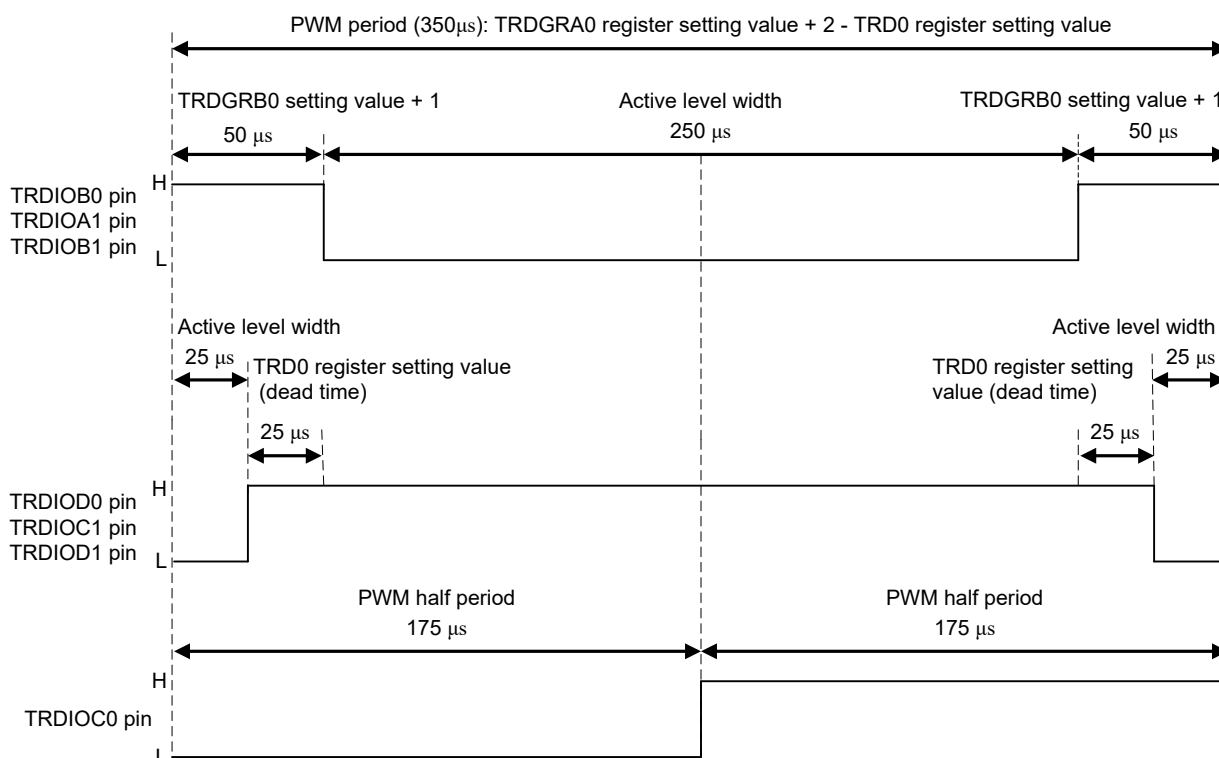 PWM period (350μs): TRDGRA0 register setting value + 2 - TRD0 register setting value
TRDGRB0 setting value + 1
Active level width
TRDGRB0 setting value + 1
50 μs
250 μs
50 μs
H
TRDIOB0 pin
TRDIOA1 pin
TRDIOB1 pin
L
Active level width
Active level width
25 μs
TRD0 register setting value
(dead time)
TRD0 register setting
value (dead time)
25 μs
25 μs
25 μs
H
TRDIOD0 pin
TRDIOC1 pin
TRDIOD1 pin
L
PWM half period
PWM half period
175 μs
175 μs
H
TRDIOC0 pin
L